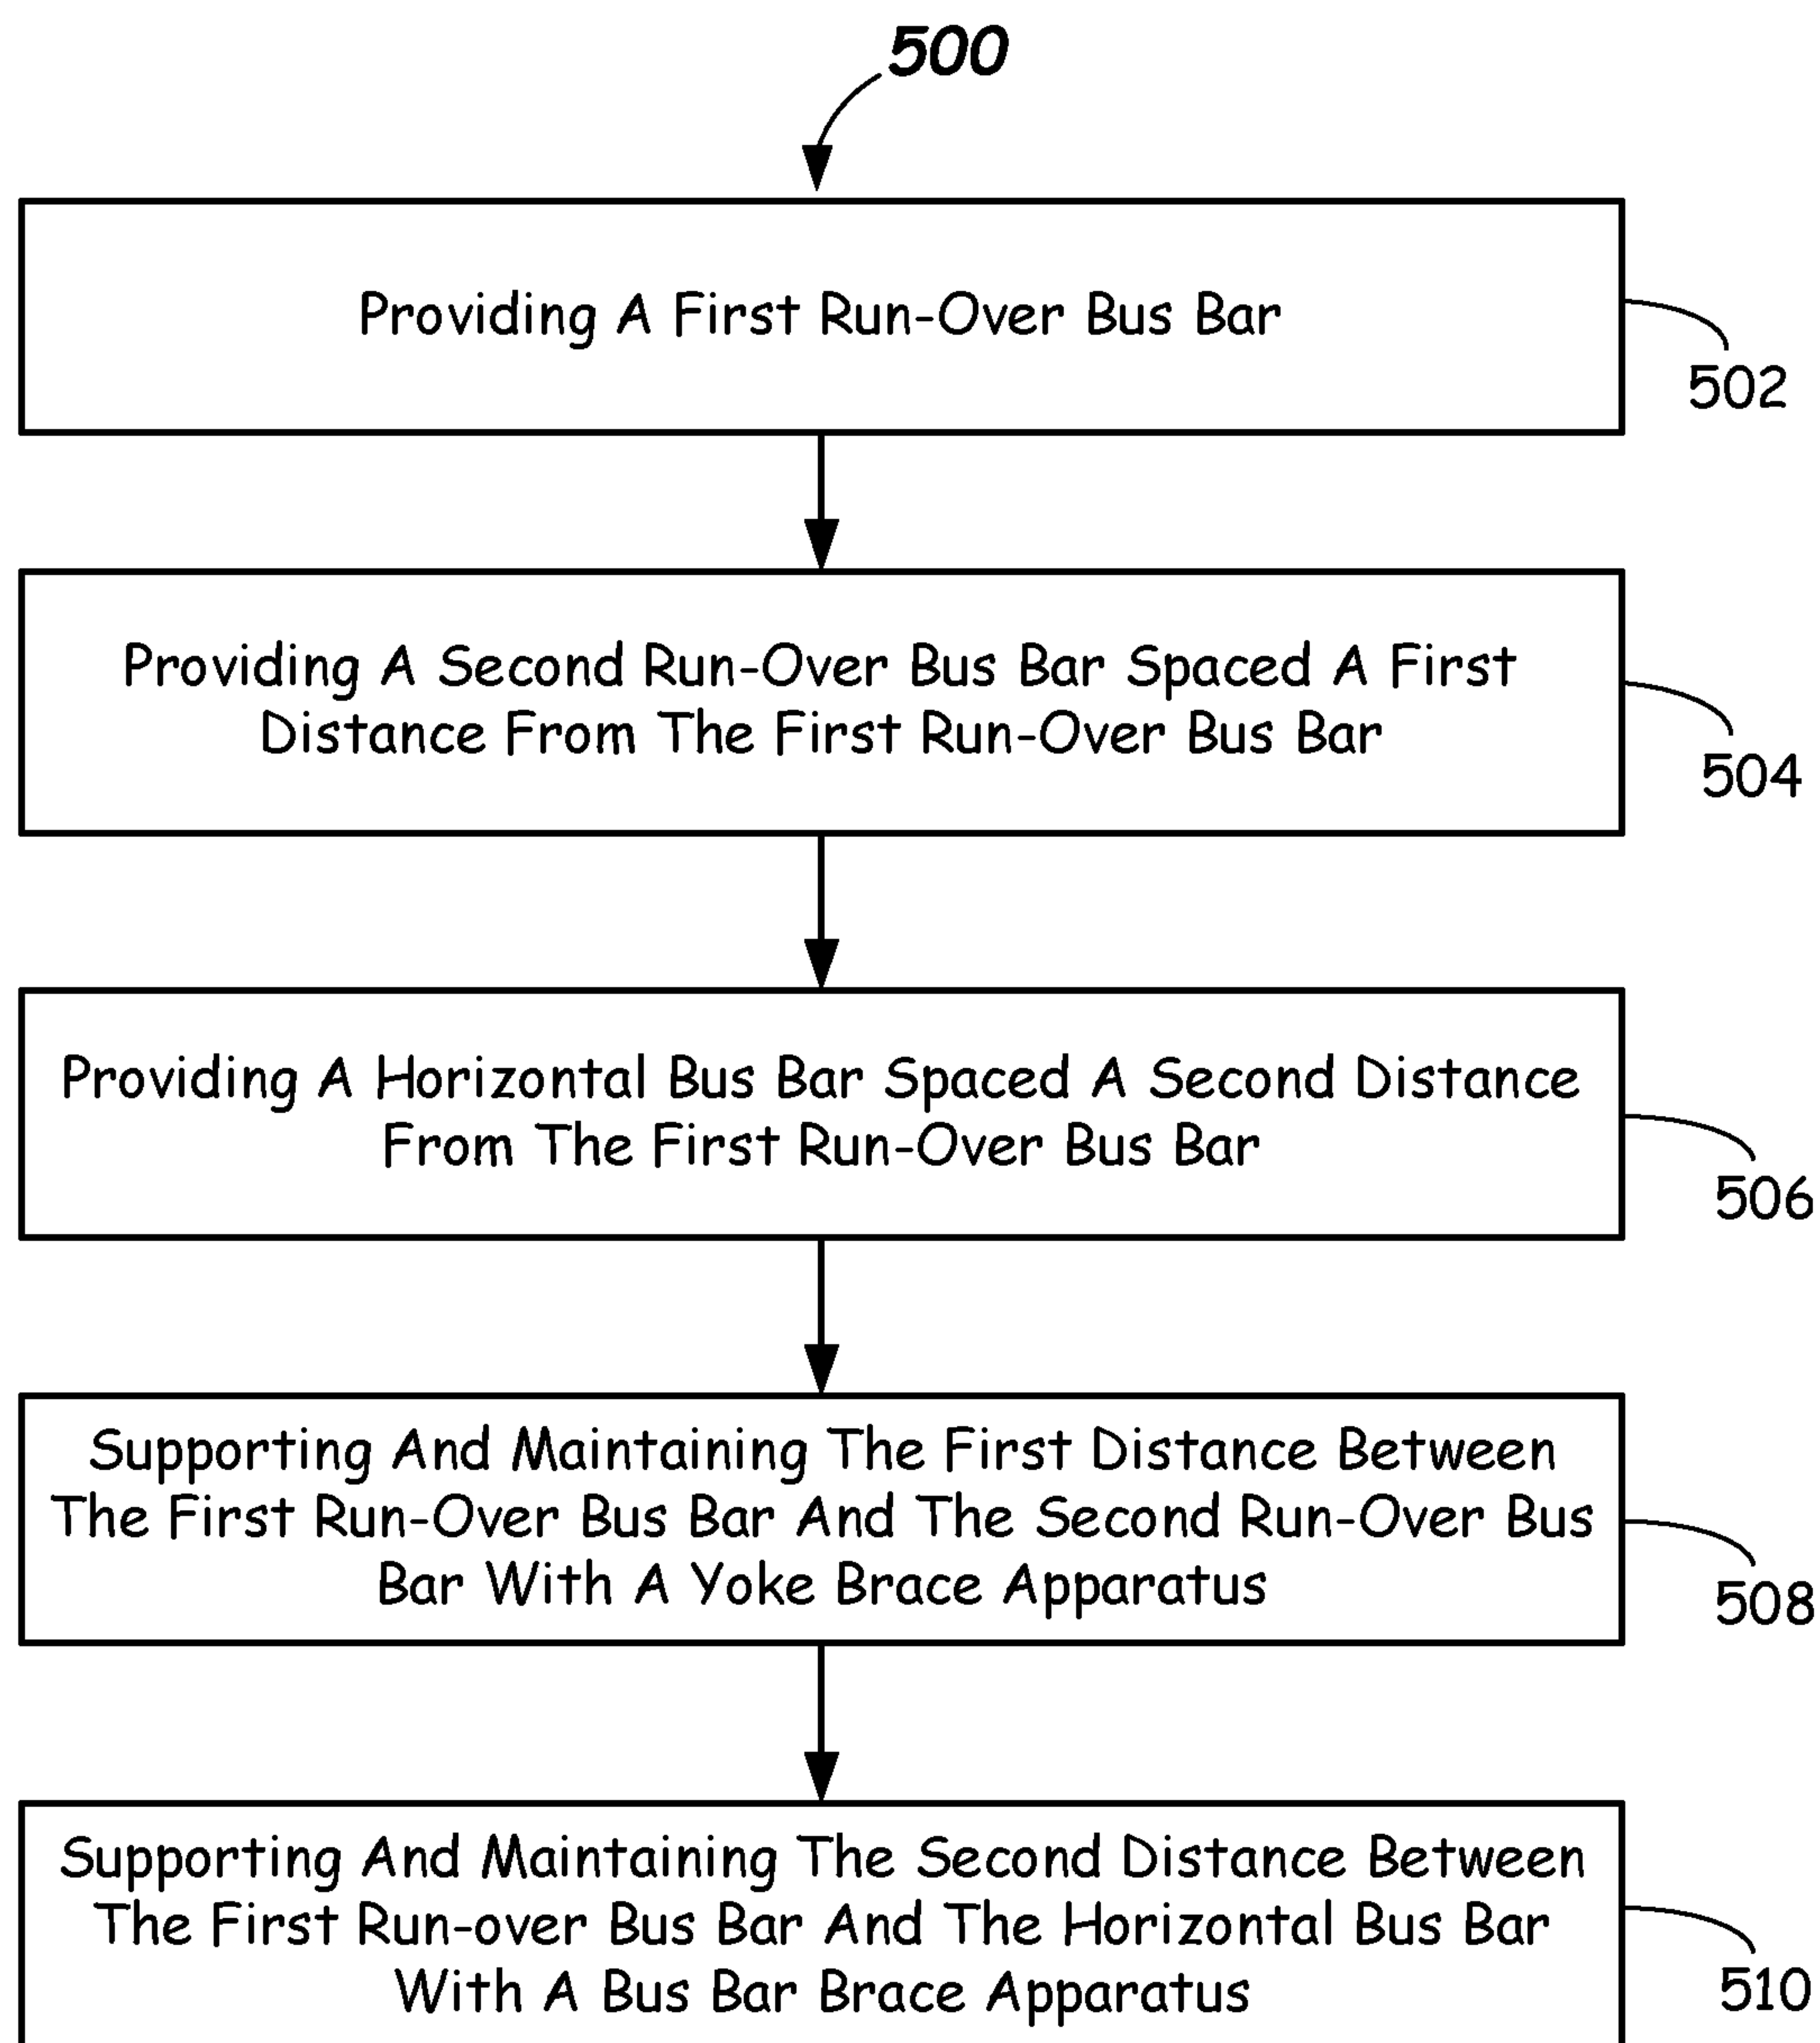 500
Providing A First Run-Over Bus Bar
502
Providing A Second Run-Over Bus Bar Spaced A First
Distance From The First Run-Over Bus Bar
504
Providing A Horizontal Bus Bar Spaced A Second Distance
From The First Run-Over Bus Bar
506
Supporting And Maintaining The First Distance Between
The First Run-Over Bus Bar And The Second Run-Over Bus
Bar With A Yoke Brace Apparatus
508
Supporting And Maintaining The Second Distance Between
The First Run-over Bus Bar And The Horizontal Bus Bar
With A Bus Bar Brace Apparatus
510